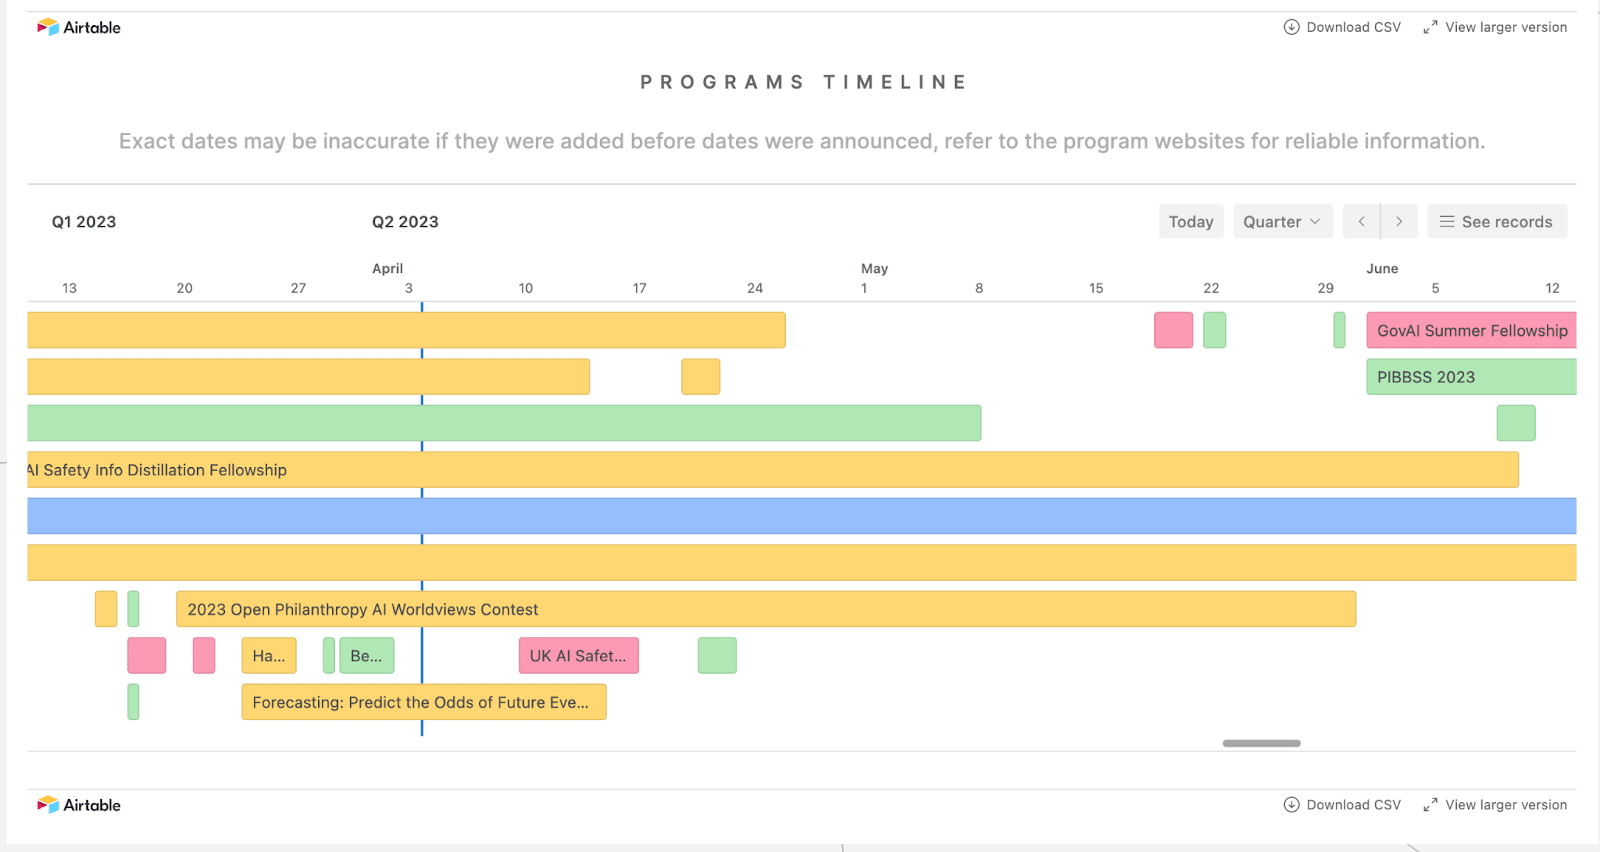 Airtable
Download CSV
View larger version
PROGRAMS TIMELINE
Exact dates may be inaccurate if they were added before dates were announced, refer to the program websites for reliable information.
Q1 2023
Q2 2023
Today
Quarter
See records
April
May
June
13 20 27 3 10 17 24 1 8 15 22 29 5 12
GovAI Summer Fellowship
PIBBSS 2023
AI Safety Info Distillation Fellowship
2023 Open Philanthropy AI Worldviews Contest
Ha...
Be...
UK AI Safet...
Forecasting: Predict the Odds of Future Eve...
Airtable
Download CSV
View larger version